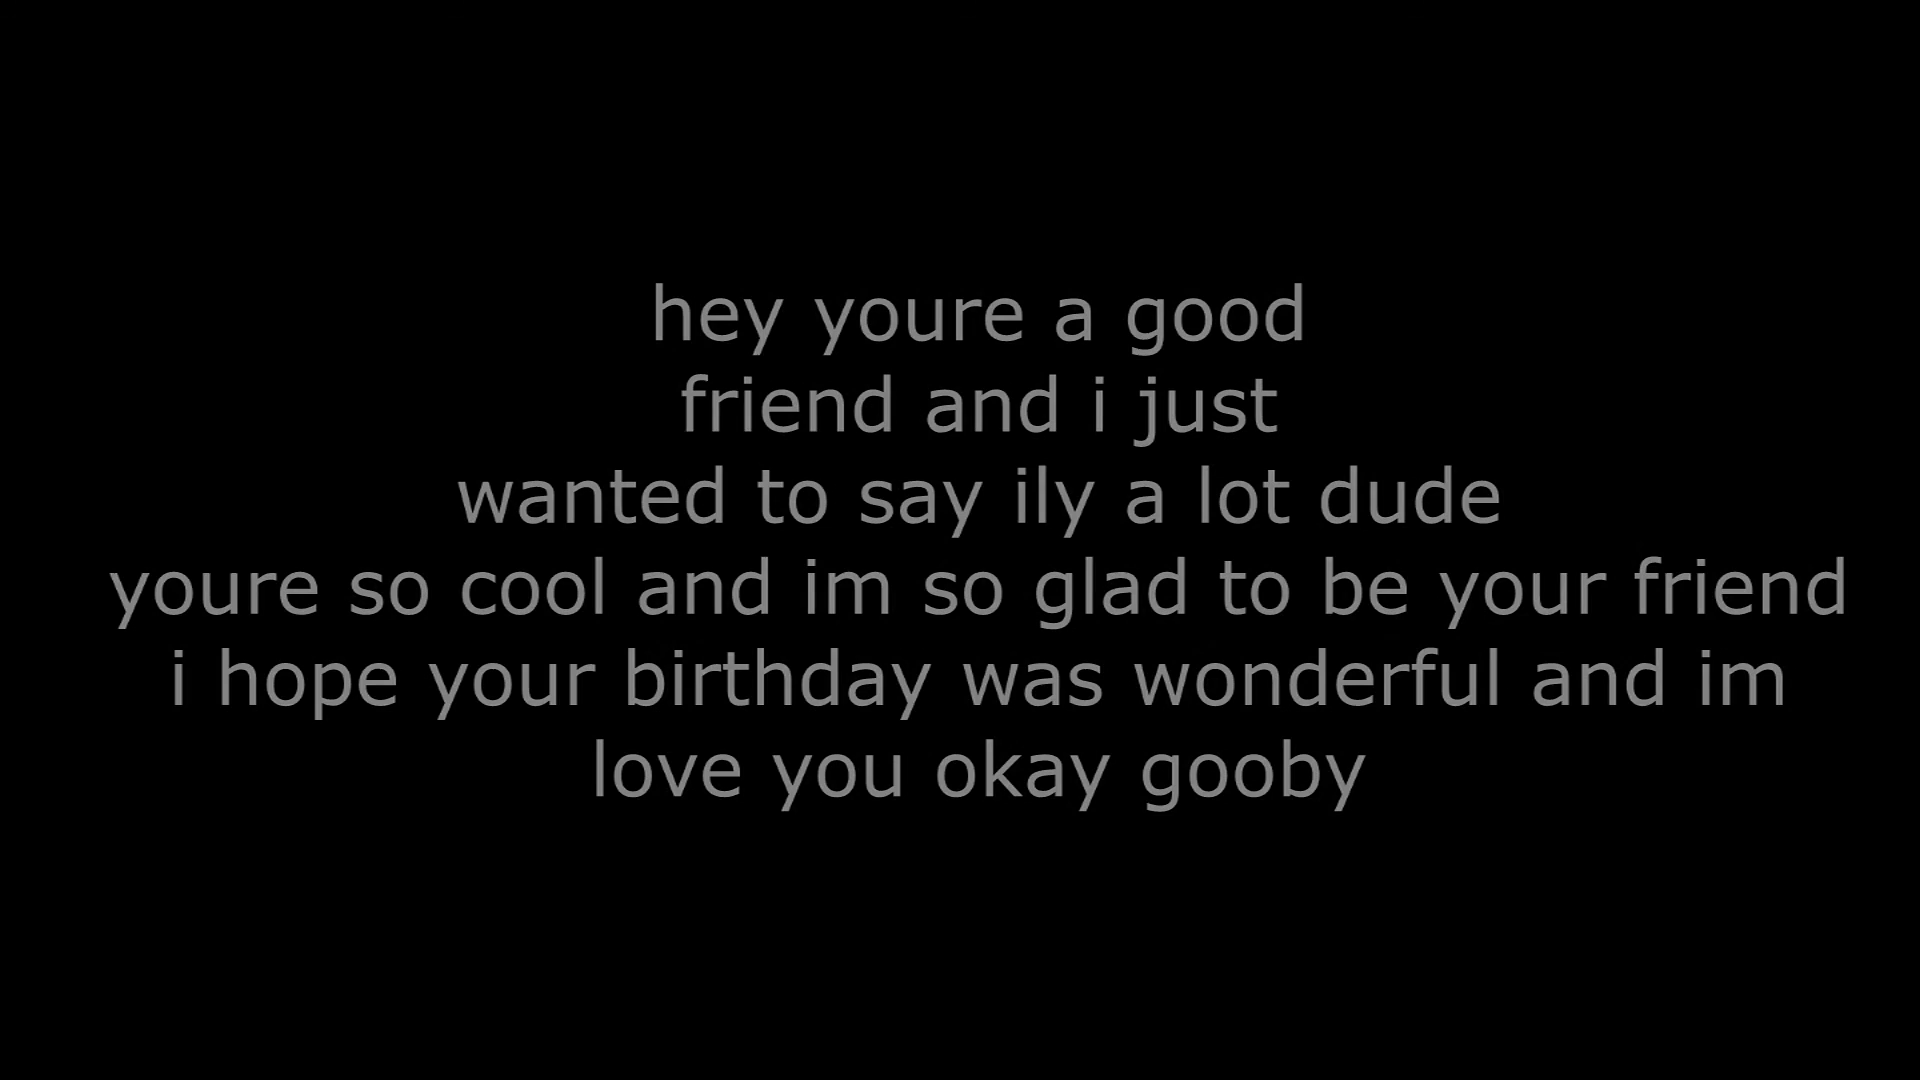 hey youre a good
friend and i just
wanted to say ily a lot dude
youre so cool and im so glad to be your friend
i hope your birthday was wonderful and im
love you okay gooby